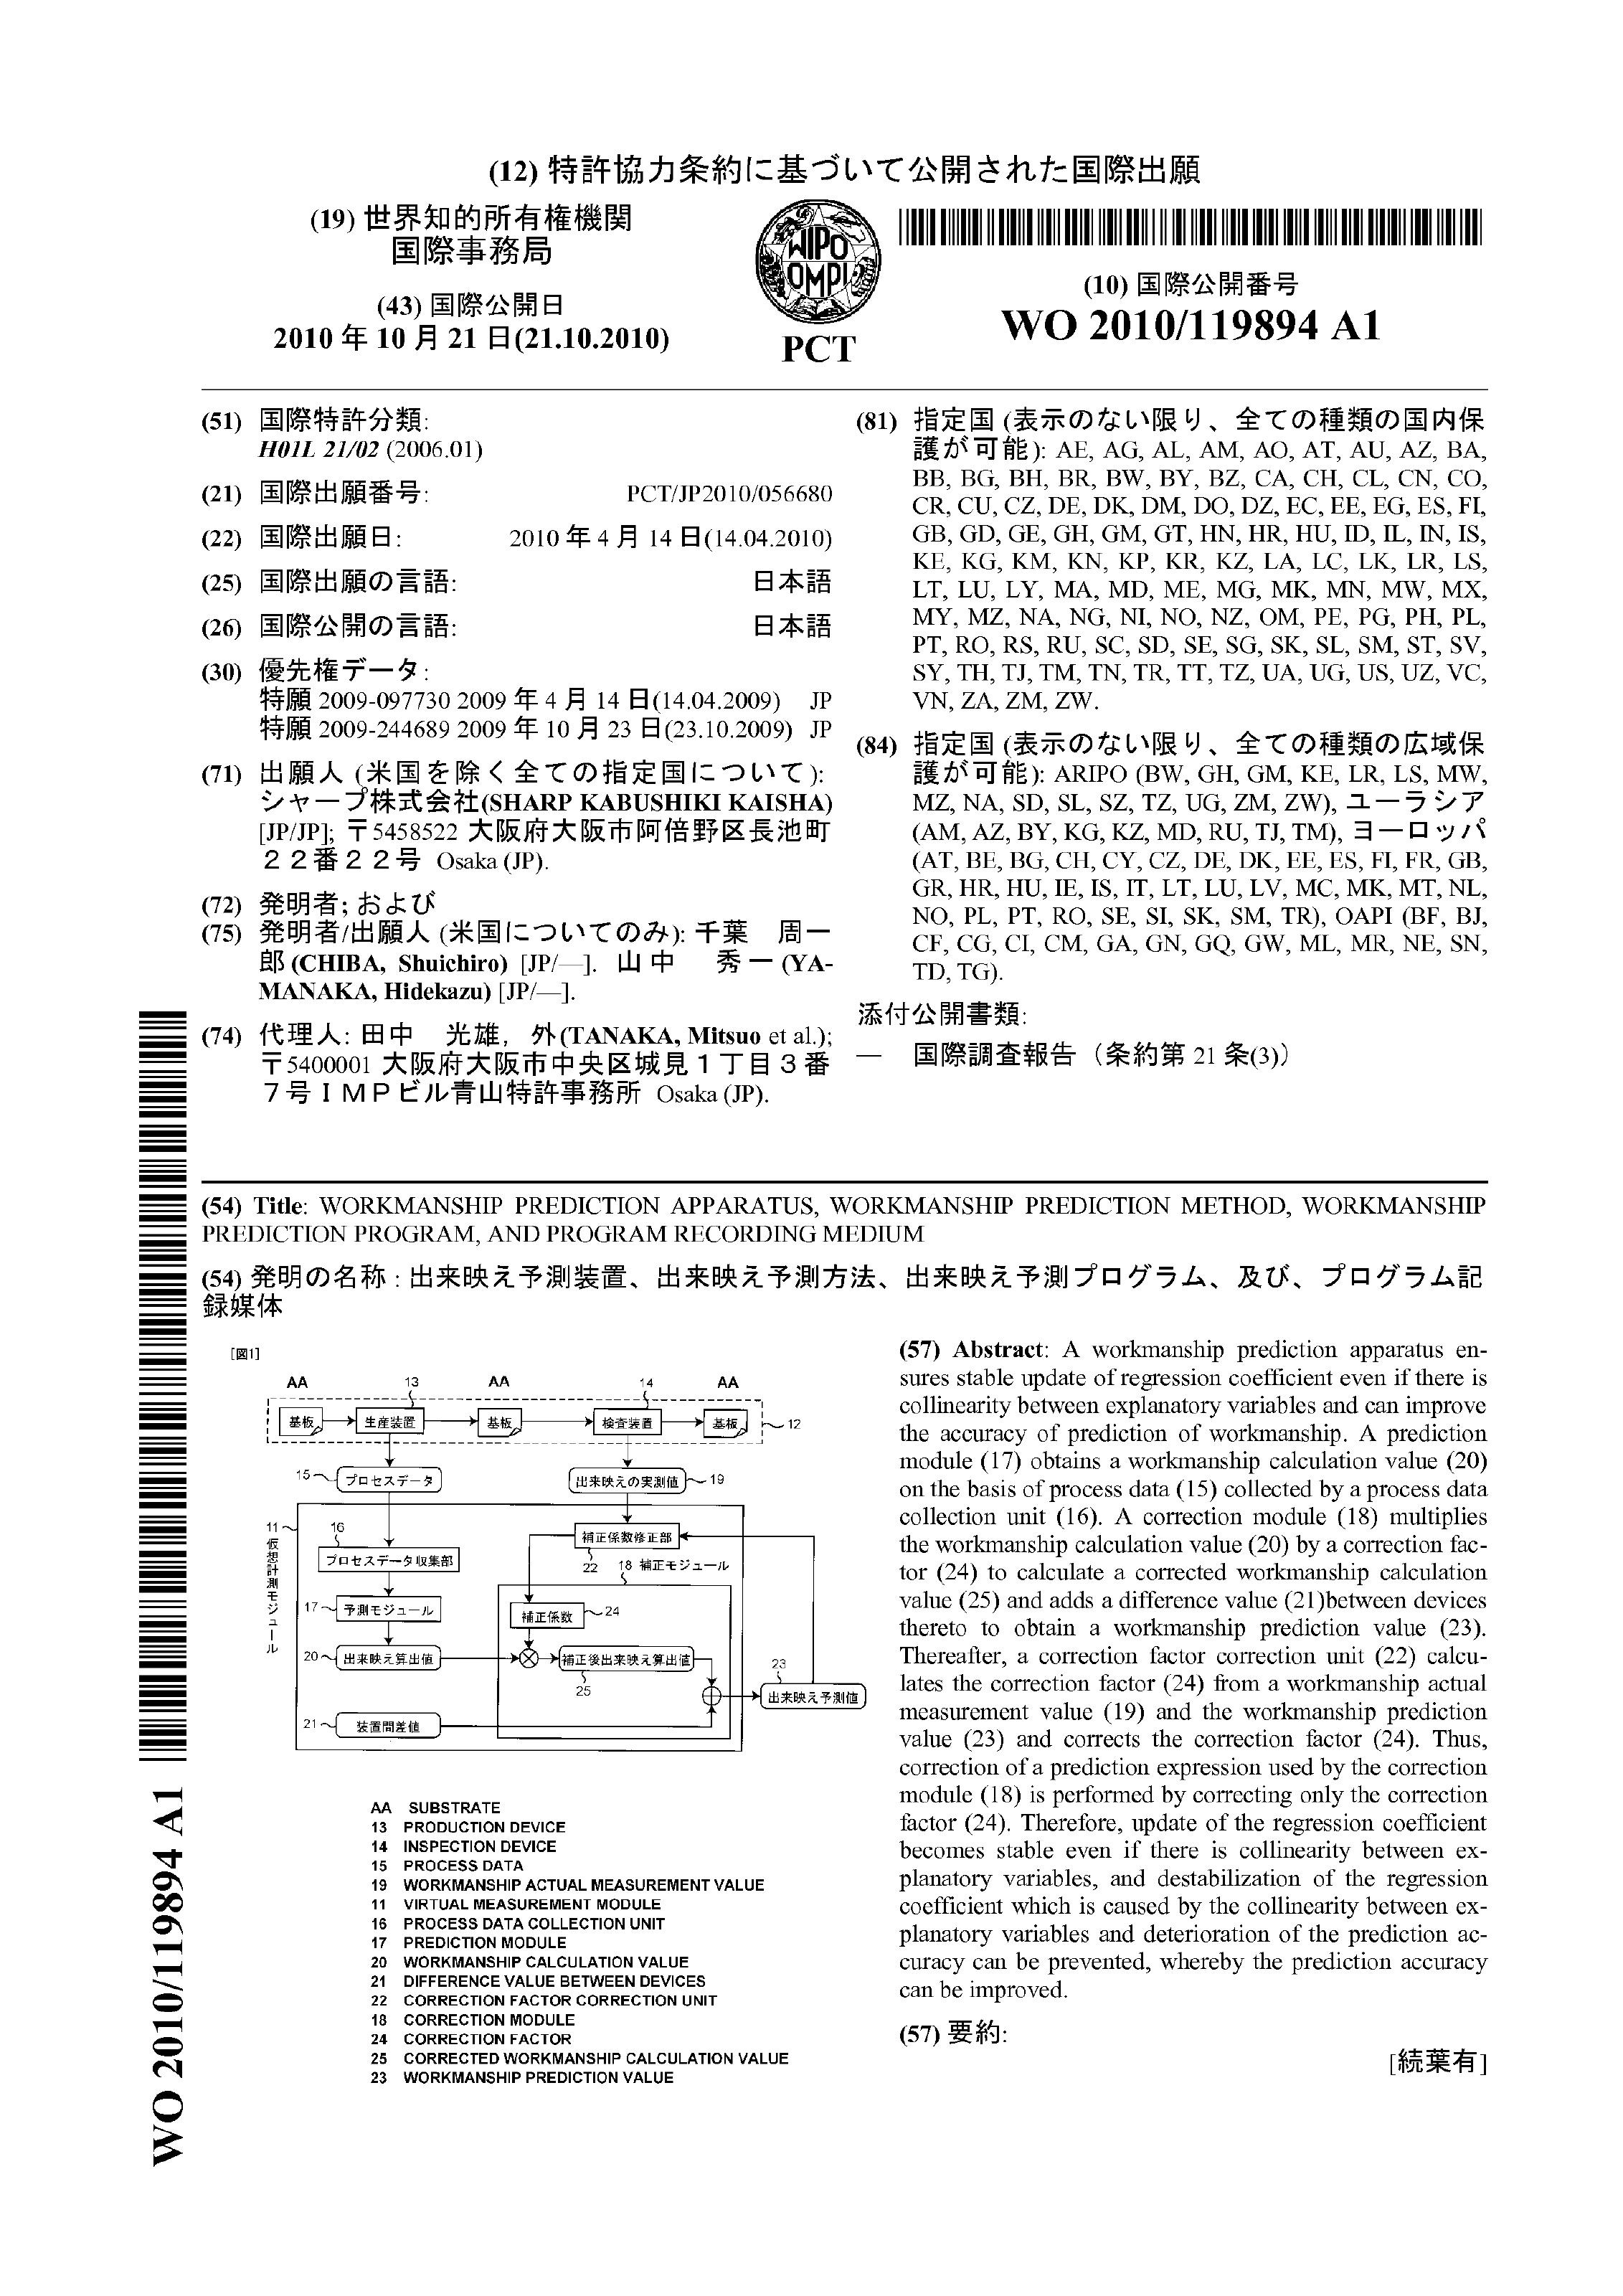 (12) 特許協力条約に基づいて公開された国際出願
(19) 世界知的所有権機関
国際事務局
(43) 国際公開日
2010 年 10 月 21 日(21.10.2010)
WIPO
OMPI
PCT
(10) 国際公開番号
WO 2010/119894 A1
(51) 国際特許分類:
H01L 21/02 (2006.01)
(21) 国際出願番号: PCT/JP2010/056680
(22) 国際出願日: 2010 年 4 月 14 日(14.04.2010)
(25) 国際出願の言語: 日本語
(26) 国際公開の言語: 日本語
(30) 優先権データ:
特願 2009-097730 2009 年 4 月 14 日(14.04.2009) JP
特願 2009-244689 2009 年 10 月 23 日(23.10.2009) JP
(71) 出願人 (米国を除く全ての指定国について):
シャープ株式会社(SHARP KABUSHIKI KAISHA)
[JP/JP]; 〒5458522 大阪府大阪市阿倍野区長池町
２２番２２号 Osaka (JP).
(72) 発明者; および
(75) 発明者/出願人 (米国についてのみ): 千葉 周一
郎 (CHIBA, Shuichiro) [JP/—]. 山中 秀一 (YA-
MANAKA, Hidekazu) [JP/—].
(74) 代理人: 田中 光雄, 外(TANAKA, Mitsuo et al.);
〒5400001 大阪府大阪市中央区城見１丁目３番
７号ＩＭＰビル青山特許事務所 Osaka (JP).
(81) 指定国 (表示のない限り、全ての種類の国内保
護が可能): AE, AG, AL, AM, AO, AT, AU, AZ, BA,
BB, BG, BH, BR, BW, BY, BZ, CA, CH, CL, CN, CO,
CR, CU, CZ, DE, DK, DM, DO, DZ, EC, EE, EG, ES, FI,
GB, GD, GE, GH, GM, GT, HN, HR, HU, ID, IL, IN, IS,
KE, KG, KM, KN, KP, KR, KZ, LA, LC, LK, LR, LS,
LT, LU, LY, MA, MD, ME, MG, MK, MN, MW, MX,
MY, MZ, NA, NG, NI, NO, NZ, OM, PE, PG, PH, PL,
PT, RO, RS, RU, SC, SD, SE, SG, SK, SL, SM, ST, SV,
SY, TH, TJ, TM, TN, TR, TT, TZ, UA, UG, US, UZ, VC,
VN, ZA, ZM, ZW.
(84) 指定国 (表示のない限り、全ての種類の広域保
護が可能): ARIPO (BW, GH, GM, KE, LR, LS, MW,
MZ, NA, SD, SL, SZ, TZ, UG, ZM, ZW), ユーラシア
(AM, AZ, BY, KG, KZ, MD, RU, TJ, TM), ヨーロッパ
(AT, BE, BG, CH, CY, CZ, DE, DK, EE, ES, FI, FR, GB,
GR, HR, HU, IE, IS, IT, LT, LU, LV, MC, MK, MT, NL,
NO, PL, PT, RO, SE, SI, SK, SM, TR), OAPI (BF, BJ,
CF, CG, CI, CM, GA, GN, GQ, GW, ML, MR, NE, SN,
TD, TG).
添付公開書類:
— 国際調査報告（条約第 21 条(3)）
(54) Title: WORKMANSHIP PREDICTION APPARATUS, WORKMANSHIP PREDICTION METHOD, WORKMANSHIP
PREDICTION PROGRAM, AND PROGRAM RECORDING MEDIUM
(54) 発明の名称 : 出来映え予測装置、出来映え予測方法、出来映え予測プログラム、及び、プログラム記
録媒体
[図1]
AA 13 AA 14 AA
基板 生産装置 基板 検査装置 基板 12
15 プロセスデータ 出来映えの実測値 19
11 仮想計測モジュール
16 補正係数修正部
プロセスデータ収集部 22 18 補正モジュール
17 予測モジュール 補正係数 24
20 出来映え算出値 補正後出来映え算出値 23
25 出来映え予測値
21 装置間差値
AA SUBSTRATE
13 PRODUCTION DEVICE
14 INSPECTION DEVICE
15 PROCESS DATA
19 WORKMANSHIP ACTUAL MEASUREMENT VALUE
11 VIRTUAL MEASUREMENT MODULE
16 PROCESS DATA COLLECTION UNIT
17 PREDICTION MODULE
20 WORKMANSHIP CALCULATION VALUE
21 DIFFERENCE VALUE BETWEEN DEVICES
22 CORRECTION FACTOR CORRECTION UNIT
18 CORRECTION MODULE
24 CORRECTION FACTOR
25 CORRECTED WORKMANSHIP CALCULATION VALUE
23 WORKMANSHIP PREDICTION VALUE
(57) Abstract: A workmanship prediction apparatus en-
sures stable update of regression coefficient even if there is
collinearity between explanatory variables and can improve
the accuracy of prediction of workmanship. A prediction
module (17) obtains a workmanship calculation value (20)
on the basis of process data (15) collected by a process data
collection unit (16). A correction module (18) multiplies
the workmanship calculation value (20) by a correction fac-
tor (24) to calculate a corrected workmanship calculation
value (25) and adds a difference value (21)between devices
thereto to obtain a workmanship prediction value (23).
Thereafter, a correction factor correction unit (22) calcu-
lates the correction factor (24) from a workmanship actual
measurement value (19) and the workmanship prediction
value (23) and corrects the correction factor (24). Thus,
correction of a prediction expression used by the correction
module (18) is performed by correcting only the correction
factor (24). Therefore, update of the regression coefficient
becomes stable even if there is collinearity between ex-
planatory variables, and destabilization of the regression
coefficient which is caused by the collinearity between ex-
planatory variables and deterioration of the prediction ac-
curacy can be prevented, whereby the prediction accuracy
can be improved.
(57) 要約:
[続葉有]
WO 2010/119894 A1